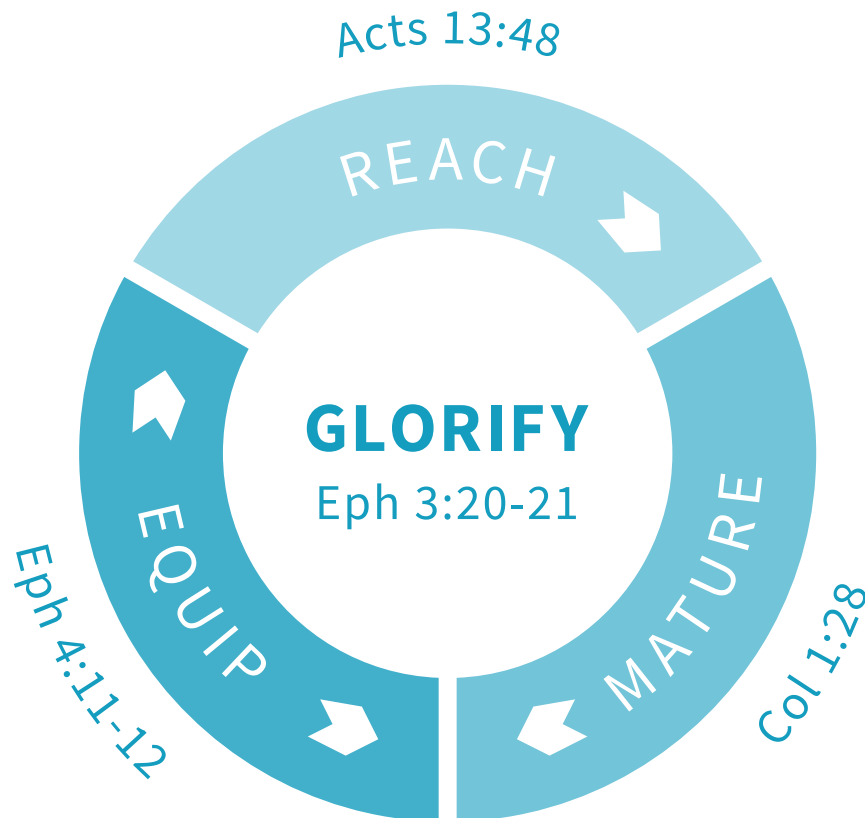 Acts 13:48
REACH
GLORIFY
Eph 3:20-21
EQUIP
MATURE
Eph 4:11-12
Col 1:28